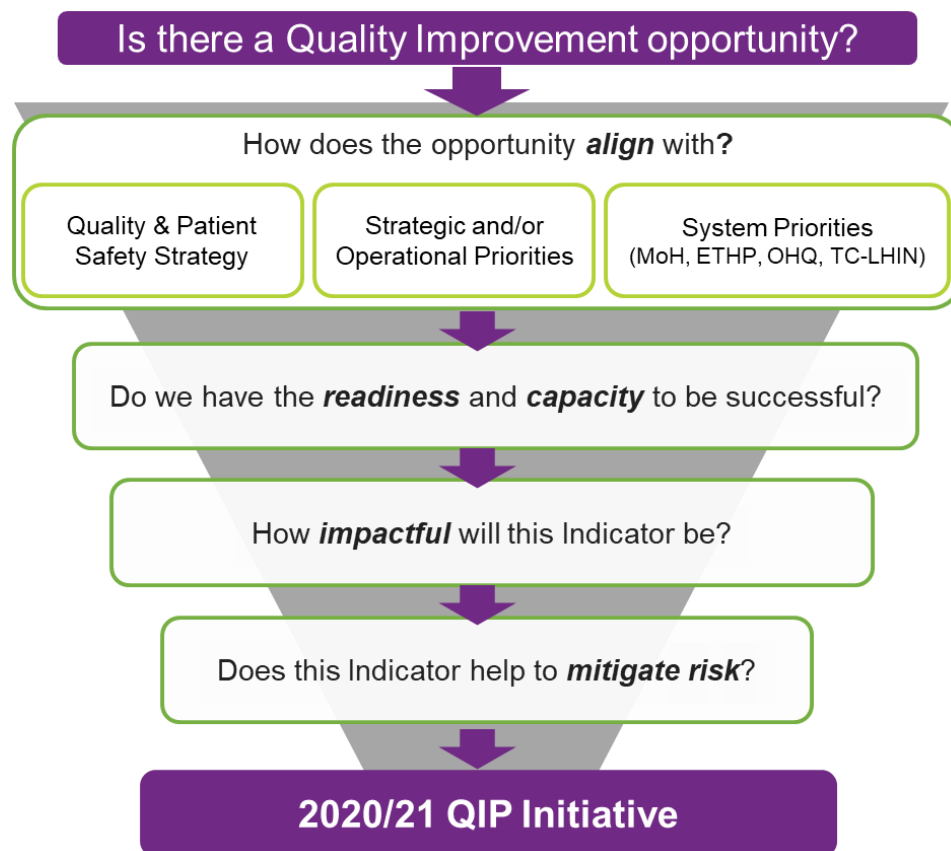 Is there a Quality Improvement opportunity?
How does the opportunity align with?
Quality & Patient
Safety Strategy
Strategic and/or
Operational Priorities
System Priorities
(MoH, ETHP, OHQ, TC-LHIN)
Do we have the readiness and capacity to be successful?
How impactful will this Indicator be?
Does this Indicator help to mitigate risk?
2020/21 QIP Initiative